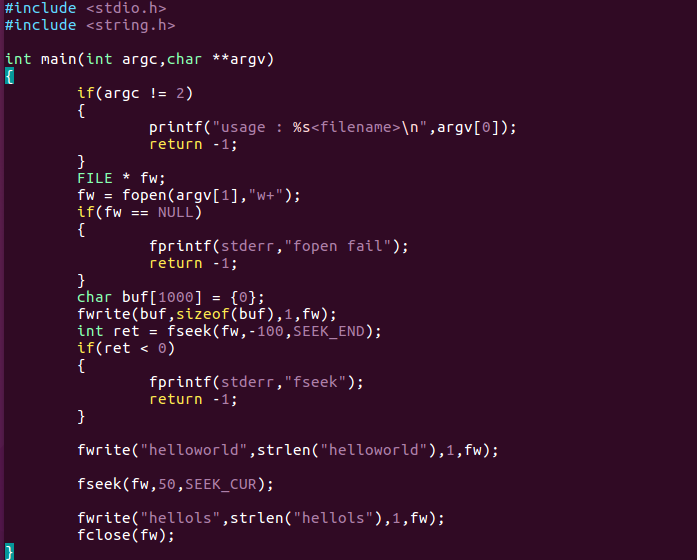 #include <stdio.h>
#include <string.h>

int main(int argc,char **argv)
{
        if(argc != 2)
        {
                printf("usage : %s<filename>\n",argv[0]);
                return -1;
        }
        FILE * fw;
        fw = fopen(argv[1],"w+");
        if(fw == NULL)
        {
                fprintf(stderr,"fopen fail");
                return -1;
        }
        char buf[1000] = {0};
        fwrite(buf,sizeof(buf),1,fw);
        int ret = fseek(fw,-100,SEEK_END);
        if(ret < 0)
        {
                fprintf(stderr,"fseek");
                return -1;
        }

        fwrite("helloworld",strlen("helloworld"),1,fw);

        fseek(fw,50,SEEK_CUR);

        fwrite("hellols",strlen("hellols"),1,fw);
        fclose(fw);
}